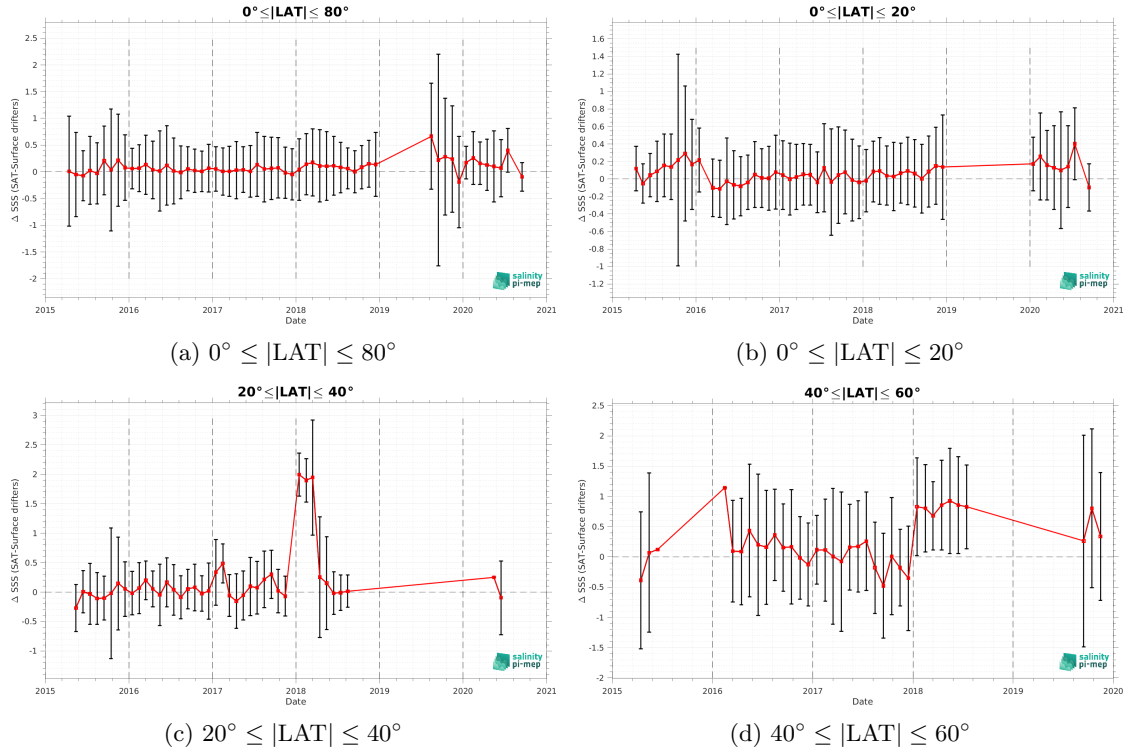 0°≤|LAT|≤ 80°
Δ SSS (SAT-Surface drifters)
2.5
2
1.5
1
0.5
0
-0.5
-1
-1.5
-2
2015 2016 2017 2018 2019 2020 2021
Date
salinity
pi-mep
(a) 0° ≤ |LAT| ≤ 80°
0°≤|LAT|≤ 20°
Δ SSS (SAT-Surface drifters)
1.6
1.4
1.2
1
0.8
0.6
0.4
0.2
0
-0.2
-0.4
-0.6
-0.8
-1
-1.2
2015 2016 2017 2018 2019 2020 2021
Date
salinity
pi-mep
(b) 0° ≤ |LAT| ≤ 20°
20°≤|LAT|≤ 40°
Δ SSS (SAT-Surface drifters)
3
2.5
2
1.5
1
0.5
0
-0.5
-1
2015 2016 2017 2018 2019 2020 2021
Date
salinity
pi-mep
(c) 20° ≤ |LAT| ≤ 40°
40°≤|LAT|≤ 60°
Δ SSS (SAT-Surface drifters)
2.5
2
1.5
1
0.5
0
-0.5
-1
-1.5
-2
2015 2016 2017 2018 2019 2020
Date
salinity
pi-mep
(d) 40° ≤ |LAT| ≤ 60°